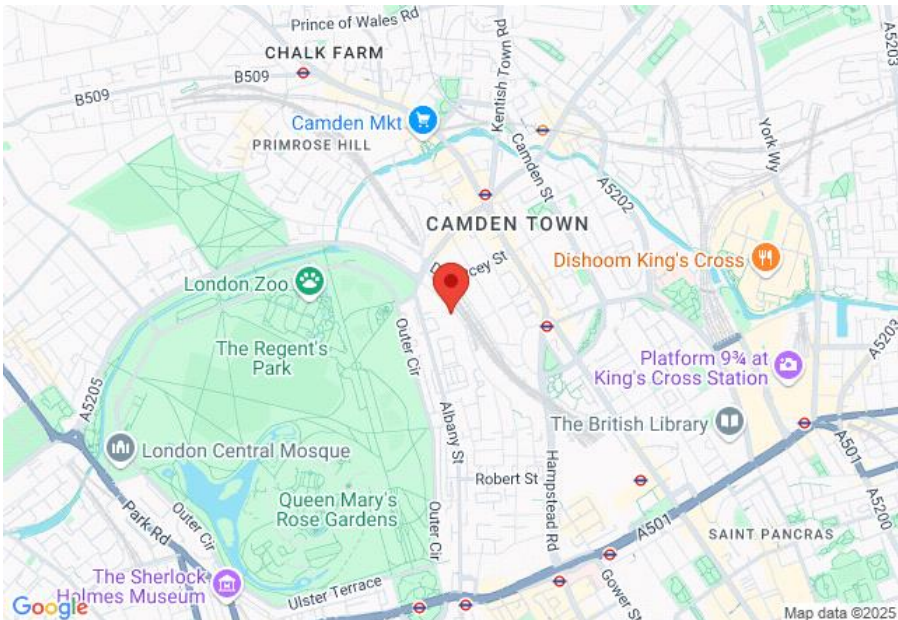 Prince of Wales Rd
A5203
CHALK FARM
B509
B509
Kentish Town Rd
Camden Mkt
PRIMROSE HILL
Camden St
York Wy
A5202
CAMDEN TOWN
cey St
Dishoom King's Cross
London Zoo
Outer Cir
The Regent's
Park
A5203
Platform 9¾ at
King's Cross Station
A5205
Albany St
The British Library
London Central Mosque
Hampstead Rd
A501
Robert St
A5200
Queen Mary's
Rose Gardens
Outer Cir
Park Rd
Outer Cir
A501
SAINT PANCRAS
The Sherlock
Holmes Museum
Ulster Terrace
Gower St
Google
Map data ©2025